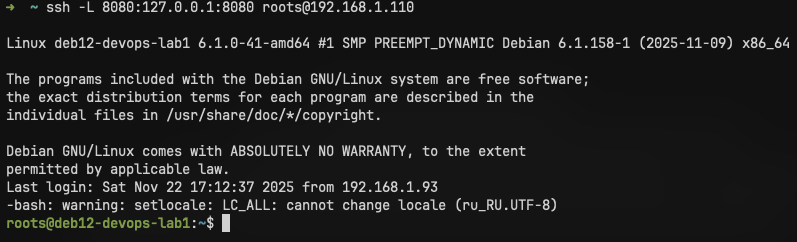 ➜  ~ ssh -L 8080:127.0.0.1:8080 roots@192.168.1.110
Linux deb12-devops-lab1 6.1.0-41-amd64 #1 SMP PREEMPT_DYNAMIC Debian 6.1.158-1 (2025-11-09) x86_64
The programs included with the Debian GNU/Linux system are free software;
the exact distribution terms for each program are described in the
individual files in /usr/share/doc/*/copyright.
Debian GNU/Linux comes with ABSOLUTELY NO WARRANTY, to the extent
permitted by applicable law.
Last login: Sat Nov 22 17:12:37 2025 from 192.168.1.93
-bash: warning: setlocale: LC_ALL: cannot change locale (ru_RU.UTF-8)
roots@deb12-devops-lab1:~$